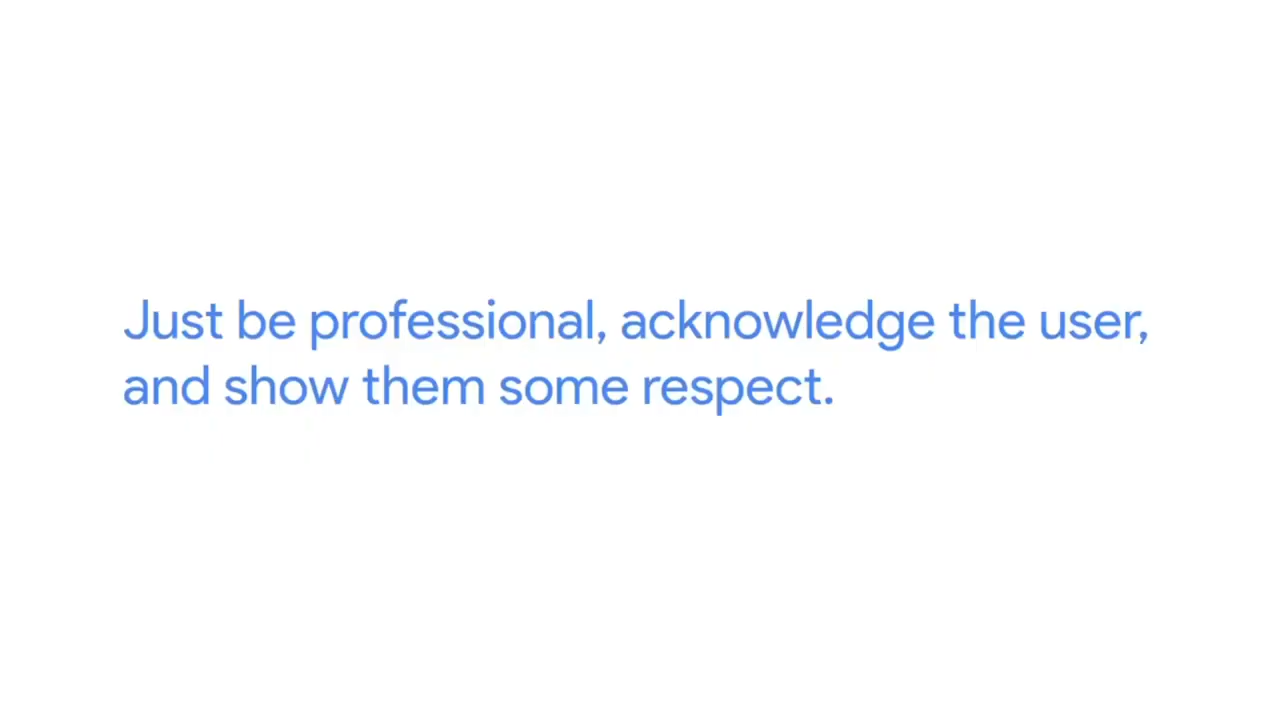 Just be professional, acknowledge the user,
and show them some respect.